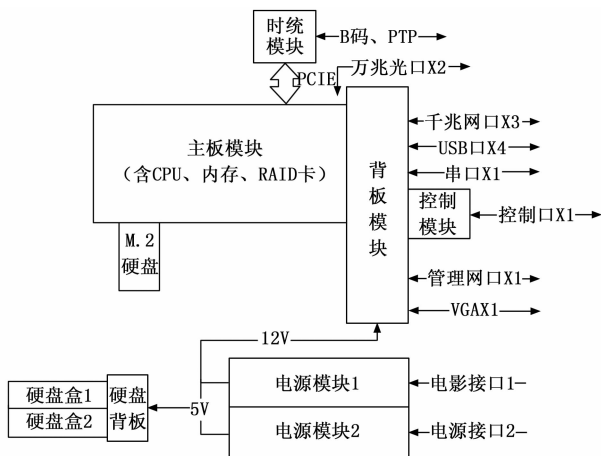 时统
模块
B码、PTP
PCIE
万兆光口X2
主板模块
（含CPU、内存、RAID卡）
背板模块
千兆网口X3
USB口X4
串口X1
控制
模块
控制口X1
M.2
硬盘
管理网口X1
VGAX1
12V
5V
硬盘盒1
硬盘盒2
硬盘
背板
电源模块1
电源模块2
电影接口1
电源接口2